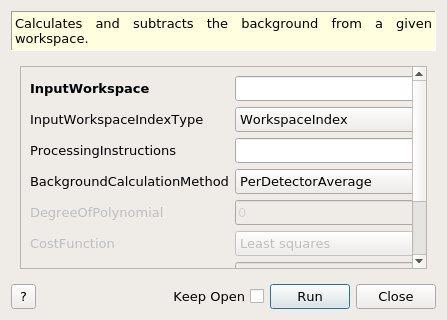 Calculates and subtracts the background from a given
workspace.
InputWorkspace
InputWorkspaceIndexType WorkspaceIndex
ProcessingInstructions
BackgroundCalculationMethod PerDetectorAverage
DegreeOfPolynomial 0
CostFunction Least squares
? Keep Open Run Close